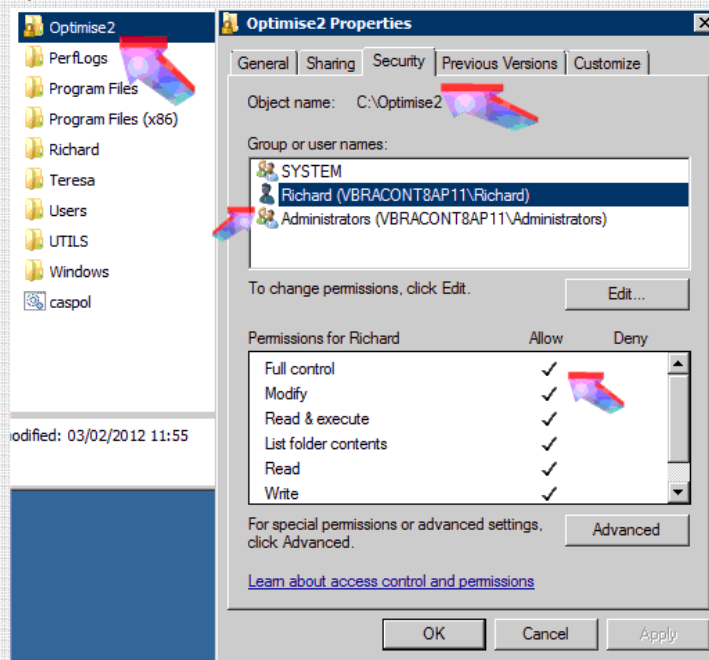 Optimise2
PerfLogs
Program Files
Program Files (x86)
Richard
Teresa
Users
UTILS
Windows
caspol
odified: 03/02/2012 11:55
Optimise2 Properties
General Sharing Security Previous Versions Customize
Object name: C:\Optimise2
Group or user names:
SYSTEM
Richard (VBRACONT8AP11\Richard)
Administrators (VBRACONT8AP11\Administrators)
To change permissions, click Edit.
Edit...
Permissions for Richard Allow Deny
Full control
Modify
Read & execute
List folder contents
Read
Write
For special permissions or advanced settings,
click Advanced.
Advanced
Learn about access control and permissions
OK Cancel Apply